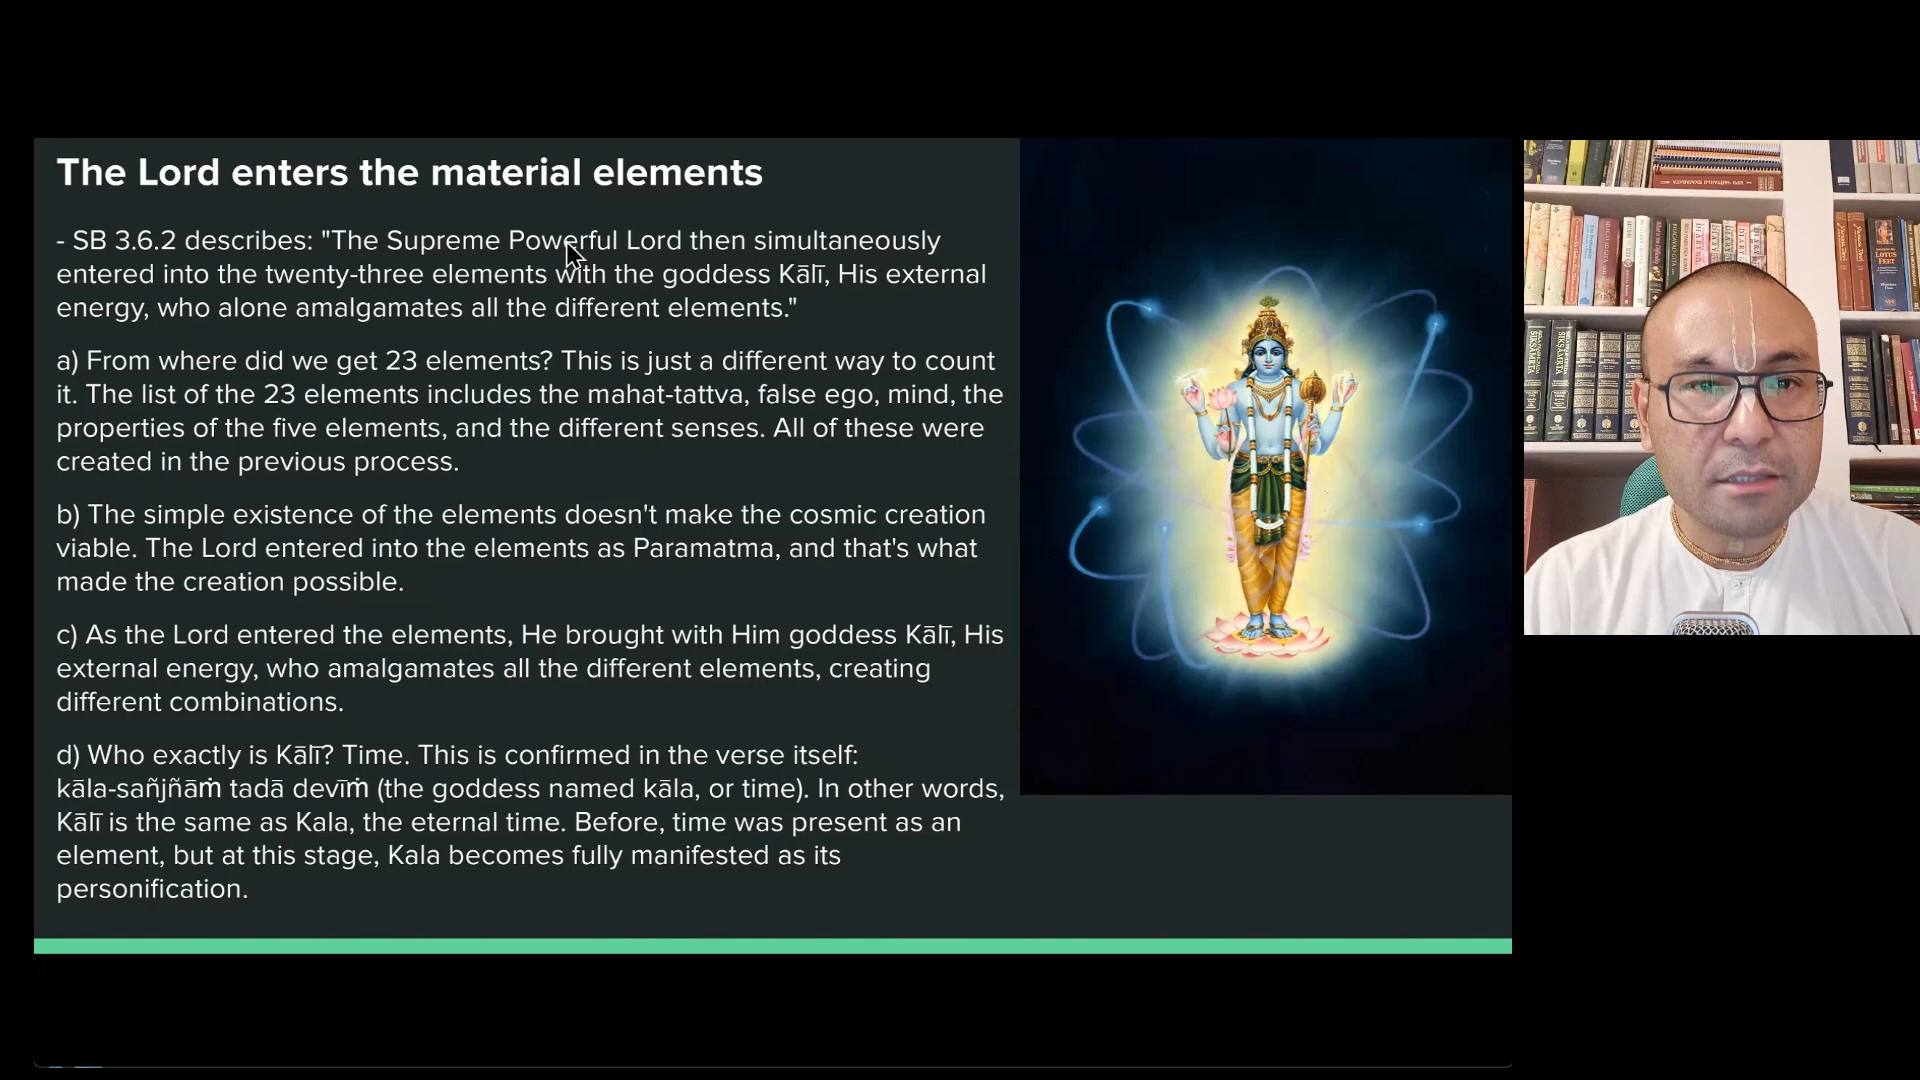 The Lord enters the material elements
- SB 3.6.2 describes: "The Supreme Powerful Lord then simultaneously
entered into the twenty-three elements with the goddess Kālī, His external
energy, who alone amalgamates all the different elements."
a) From where did we get 23 elements? This is just a different way to count
it. The list of the 23 elements includes the mahat-tattva, false ego, mind, the
properties of the five elements, and the different senses. All of these were
created in the previous process.
b) The simple existence of the elements doesn't make the cosmic creation
viable. The Lord entered into the elements as Paramatma, and that's what
made the creation possible.
c) As the Lord entered the elements, He brought with Him goddess Kālī, His
external energy, who amalgamates all the different elements, creating
different combinations.
d) Who exactly is Kālī? Time. This is confirmed in the verse itself:
kāla-sañjñāṁ tadā devīṁ (the goddess named kāla, or time). In other words,
Kālī is the same as Kala, the eternal time. Before, time was present as an
element, but at this stage, Kala becomes fully manifested as its
personification.
LOTUS
FEET